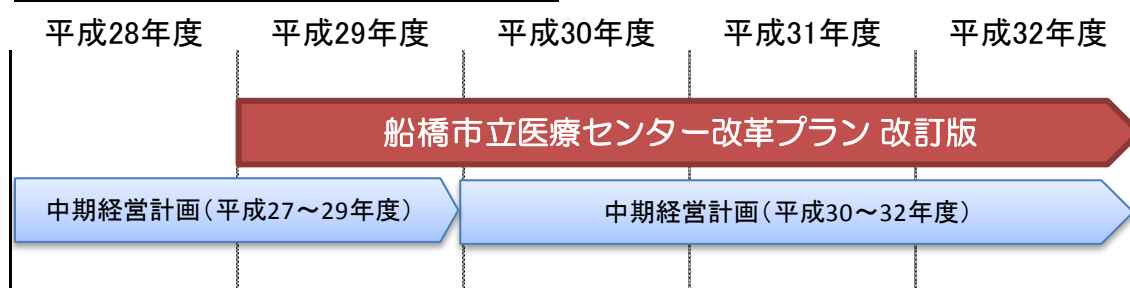 平成28年度 平成29年度 平成30年度 平成31年度 平成32年度
船橋市立医療センター改革プラン 改訂版
中期経営計画(平成27～29年度) 中期経営計画(平成30～32年度)